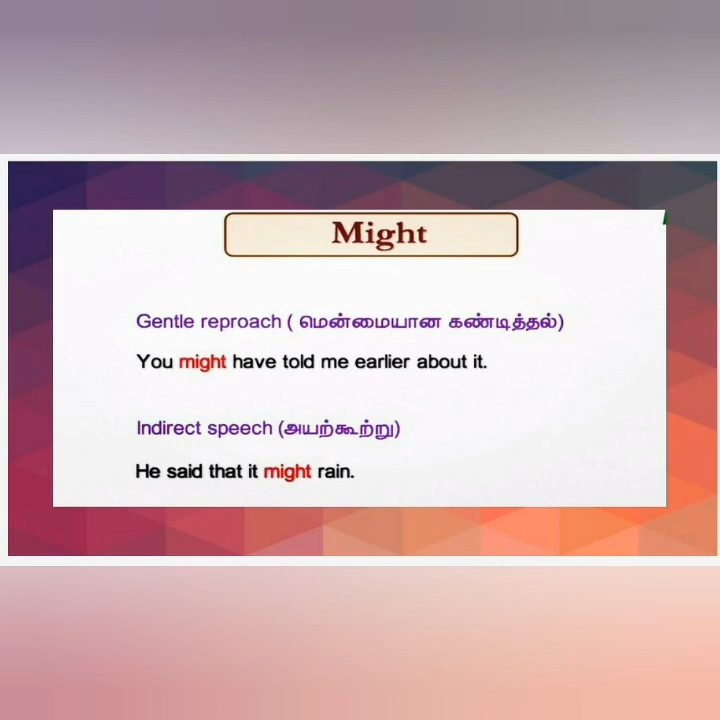 Might
Gentle reproach ( மென்மையான கண்டித்தல்)
You might have told me earlier about it.
Indirect speech (அயற்கூற்று)
He said that it might rain.